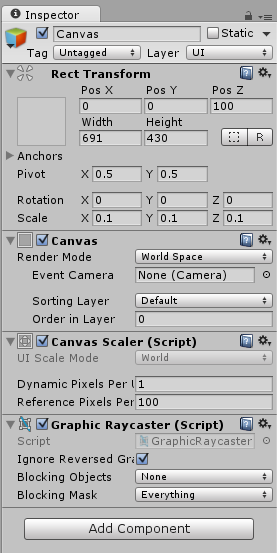 Inspector
Canvas Static
Tag Untagged Layer UI
Rect Transform
Pos X Pos Y Pos Z
0 0 100
Width Height
691 430 R
Anchors
Pivot X 0.5 Y 0.5
Rotation X 0 Y 0 Z 0
Scale X 0.1 Y 0.1 Z 0.1
Canvas
Render Mode World Space
Event Camera None (Camera)
Sorting Layer Default
Order in Layer 0
Canvas Scaler (Script)
UI Scale Mode World
Dynamic Pixels Per U 1
Reference Pixels Per 100
Graphic Raycaster (Script)
Script GraphicRaycaster
Ignore Reversed Gra
Blocking Objects None
Blocking Mask Everything
Add Component